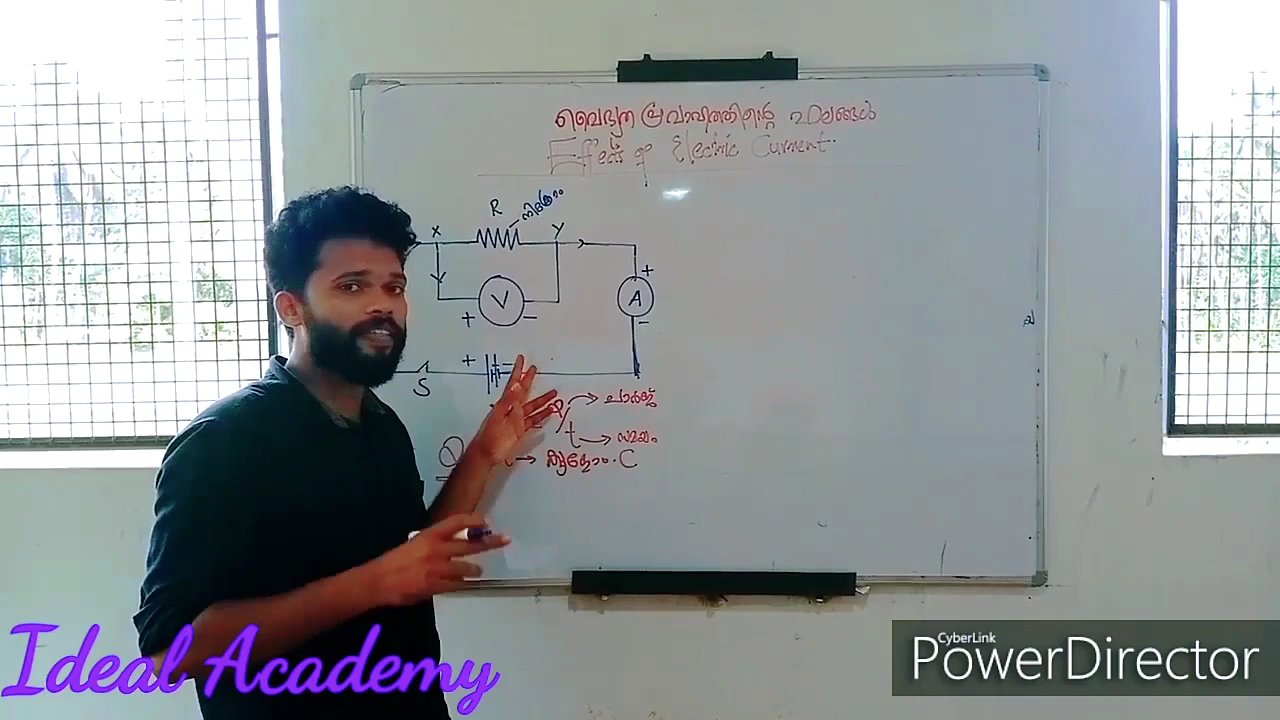 വൈദ്യുത പ്രവാഹത്തിന്റെ ഫലങ്ങൾ
Effects of Electric Current
R
X
Y
V
+
−
+
A
−
S
+
ചാർജ്
t
സമയം
Q
കൂളോം. C
Ideal Academy
CyberLink
PowerDirector